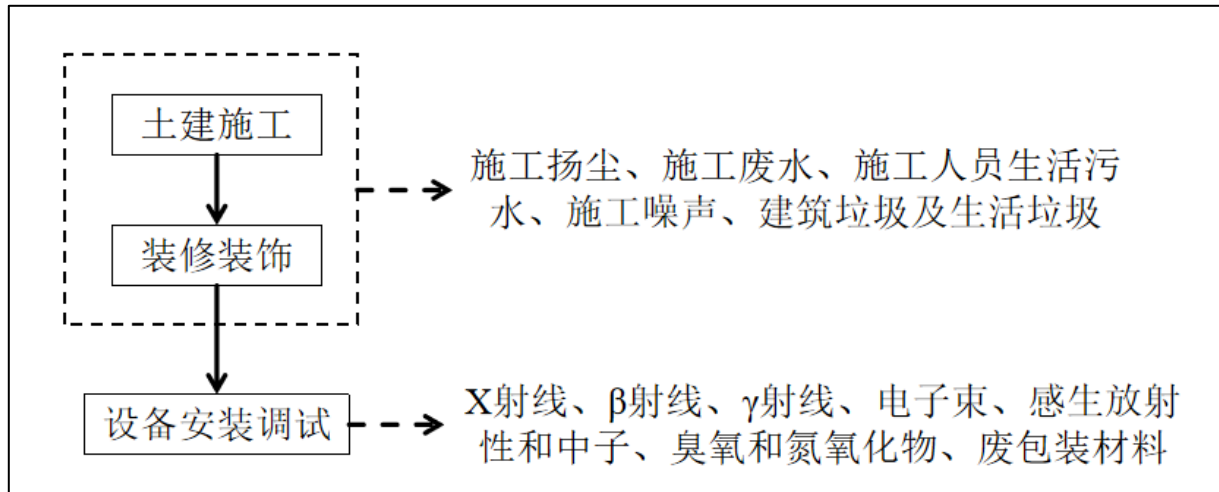 土建施工
施工扬尘、施工废水、施工人员生活污
水、施工噪声、建筑垃圾及生活垃圾
装修装饰
设备安装调试
X射线、β射线、γ射线、电子束、感生放射
性和中子、臭氧和氮氧化物、废包装材料